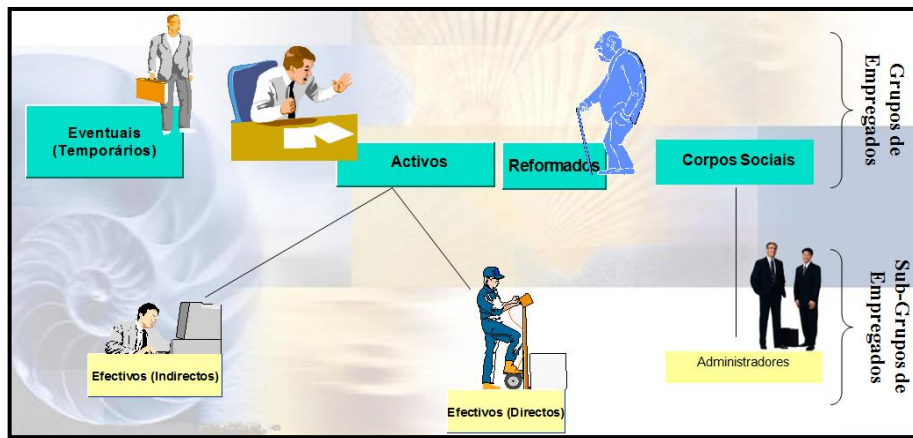 Eventuais
(Temporários)
Activos
Reformados
Corpos Sociais
Grupos de
Empregados
Efectivos (Indirectos)
Efectivos (Directos)
Administradores
Sub-Grupos de
Empregados